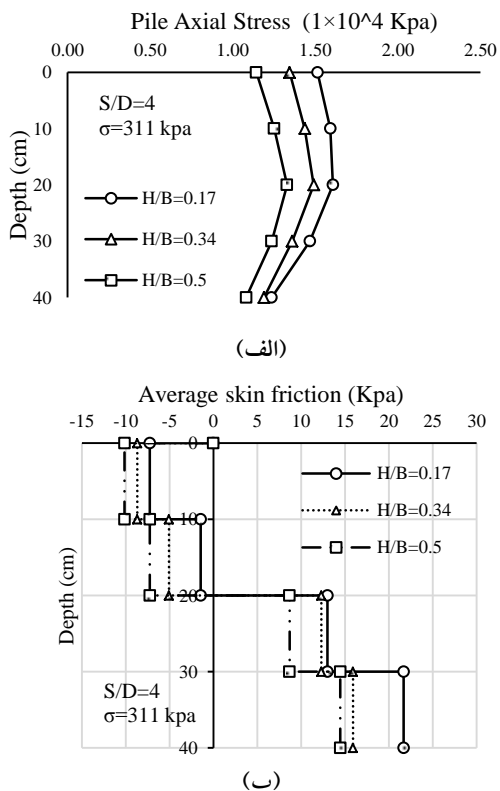 Pile Axial Stress (1×10^4 Kpa)
0.00 0.50 1.00 1.50 2.00 2.50
0
10
20
30
40
Depth (cm)
S/D=4
σ=311 kpa
H/B=0.17
H/B=0.34
H/B=0.5
(الف)
Average skin friction (Kpa)
-15 -10 -5 0 5 10 15 20 25 30
0
10
20
30
40
Depth (cm)
H/B=0.17
H/B=0.34
H/B=0.5
S/D=4
σ=311 kpa
(ب)